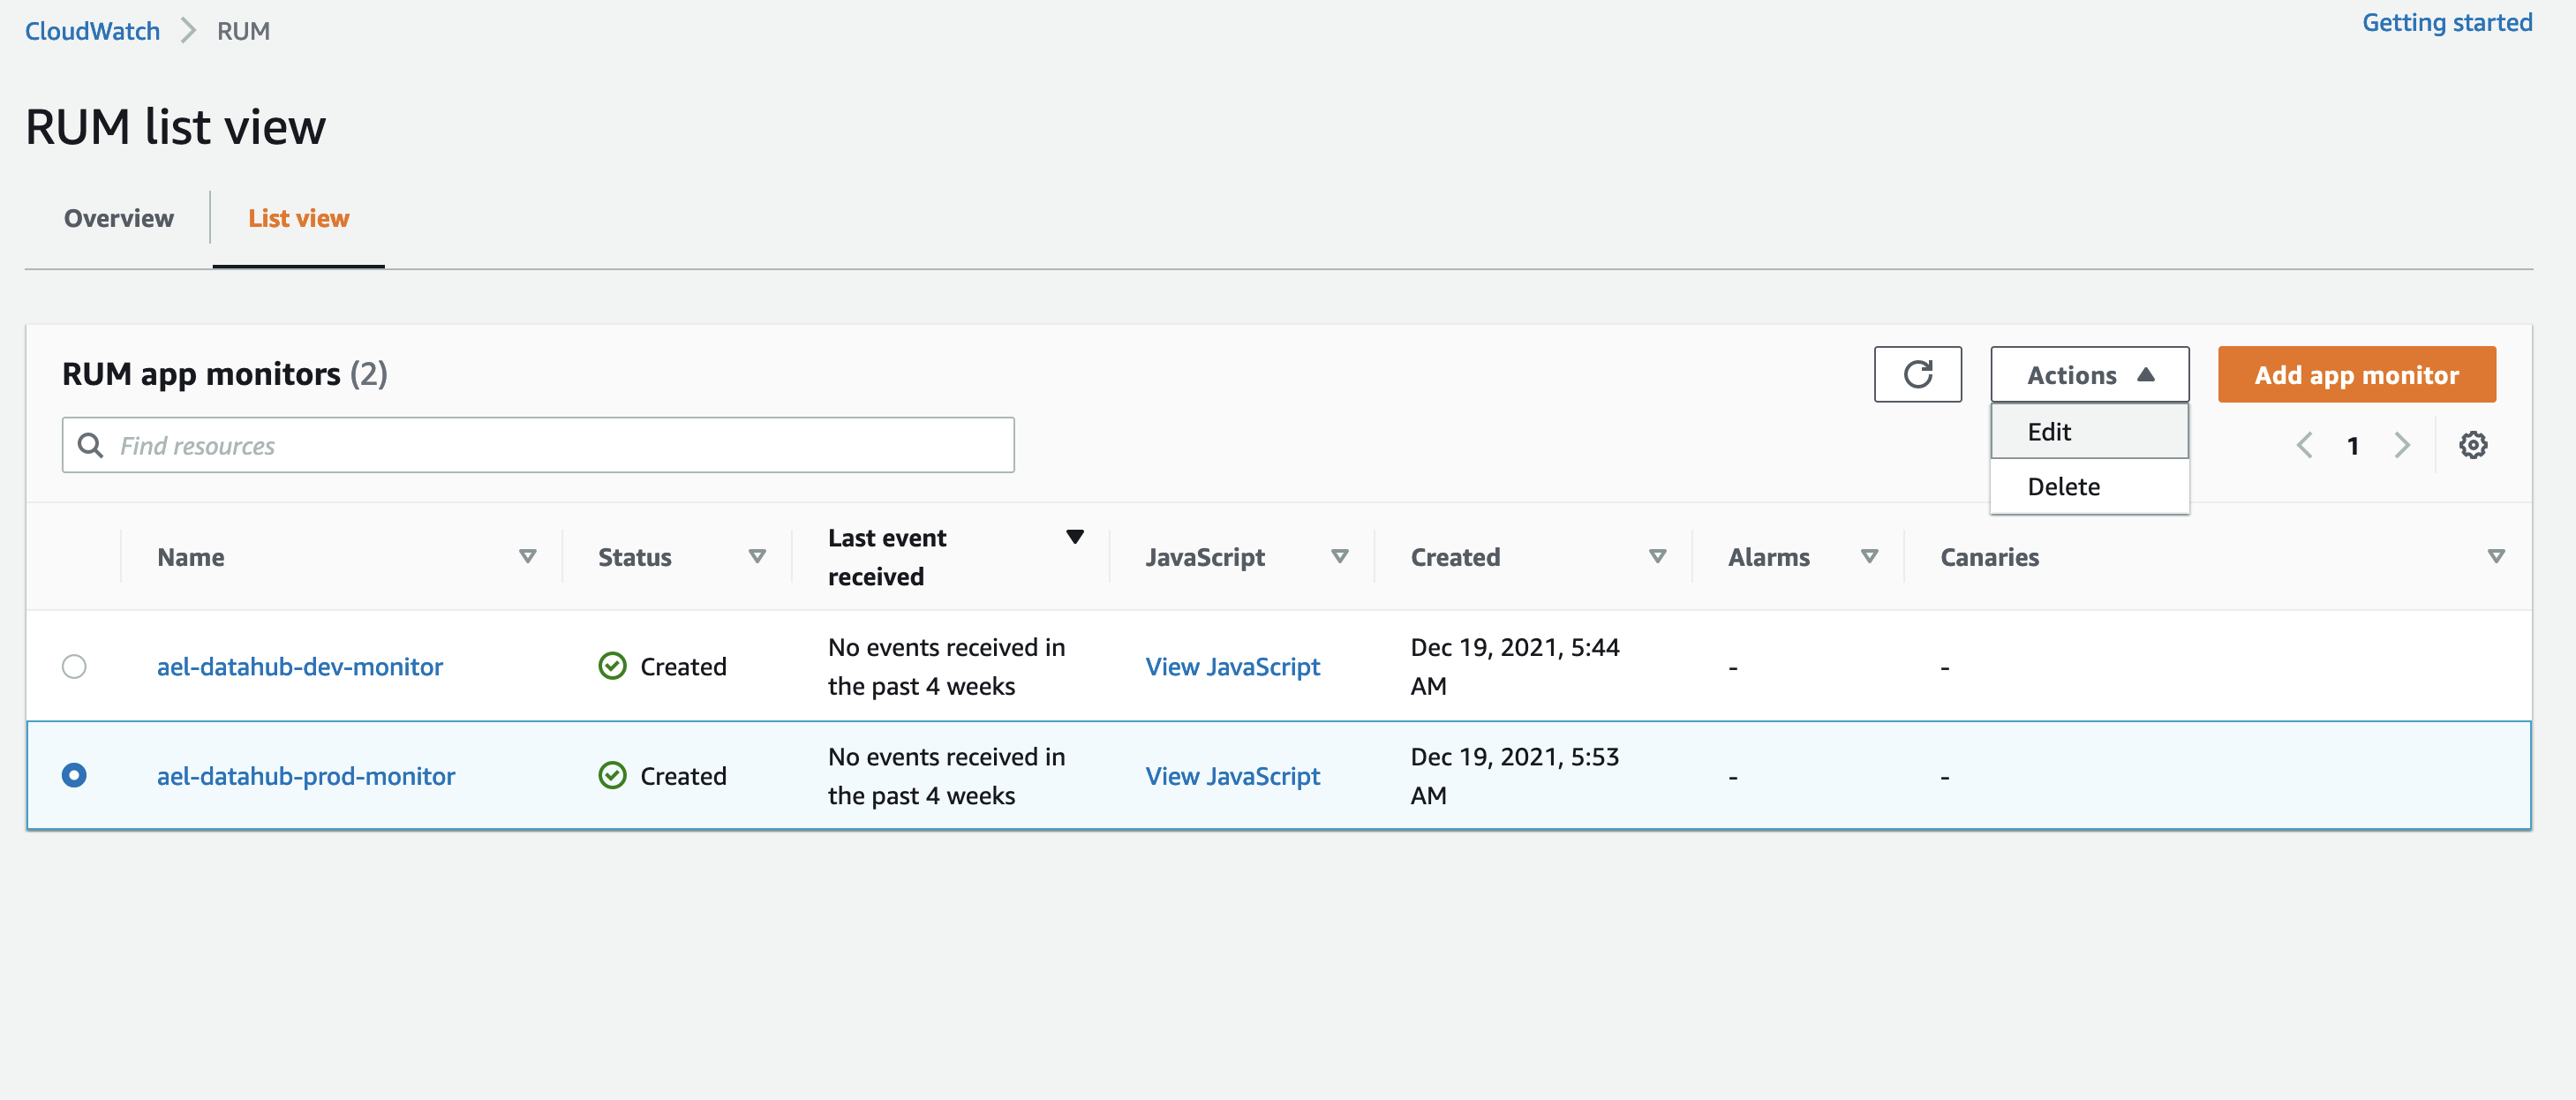 CloudWatch RUM Getting started
RUM list view
Overview List view
RUM app monitors (2) Actions Add app monitor
Find resources Edit 1
Delete
Name Status Last event received JavaScript Created Alarms Canaries
ael-datahub-dev-monitor Created No events received in the past 4 weeks View JavaScript Dec 19, 2021, 5:44 AM - -
ael-datahub-prod-monitor Created No events received in the past 4 weeks View JavaScript Dec 19, 2021, 5:53 AM - -